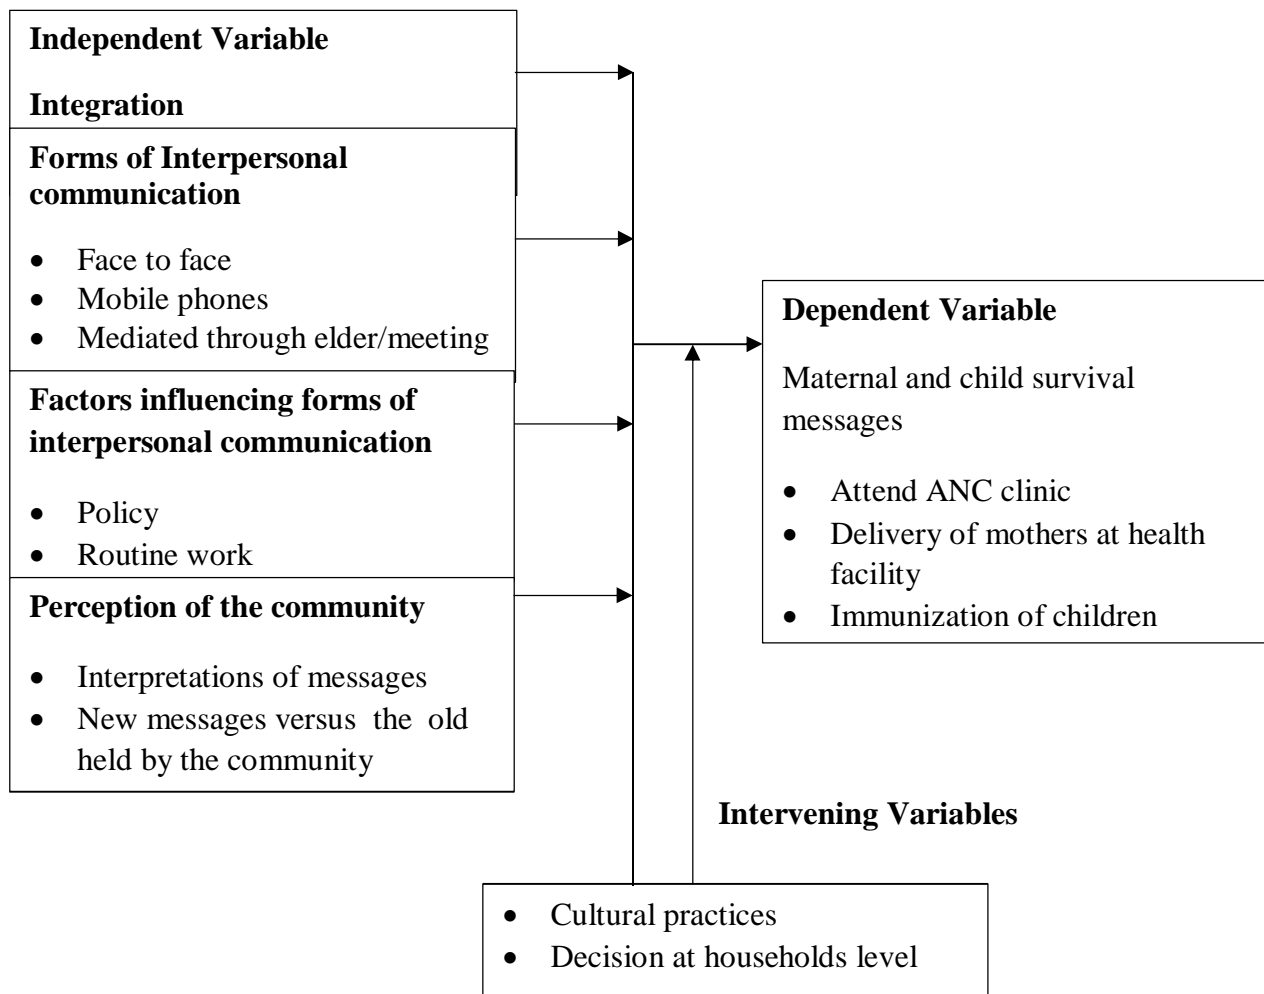 Independent Variable
Integration
Forms of Interpersonal
communication
• Face to face
• Mobile phones
• Mediated through elder/meeting
Factors influencing forms of
interpersonal communication
• Policy
• Routine work
Perception of the community
• Interpretations of messages
• New messages versus the old
held by the community
Dependent Variable
Maternal and child survival
messages
• Attend ANC clinic
• Delivery of mothers at health
facility
• Immunization of children
Intervening Variables
• Cultural practices
• Decision at households level